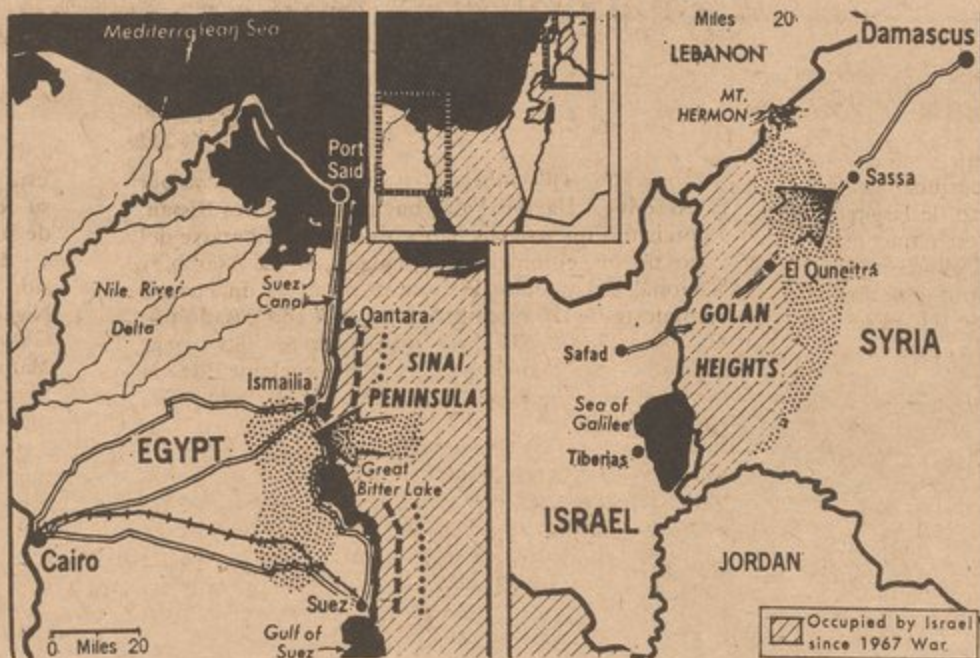 Mediterranean Sea
Port
Said
Nile River
Delta
Suez
Canal
Qantara
SINAI
PENINSULA
Ismailia
EGYPT
Great
Bitter Lake
Cairo
Suez
Gulf of
Suez
0 Miles 20
Miles 20
LEBANON
Damascus
MT.
HERMON
Sassa
El Quneitra
GOLAN
HEIGHTS
SYRIA
Safad
Sea of
Galilee
Tiberias
ISRAEL
JORDAN
Occupied by Israel
since 1967 War